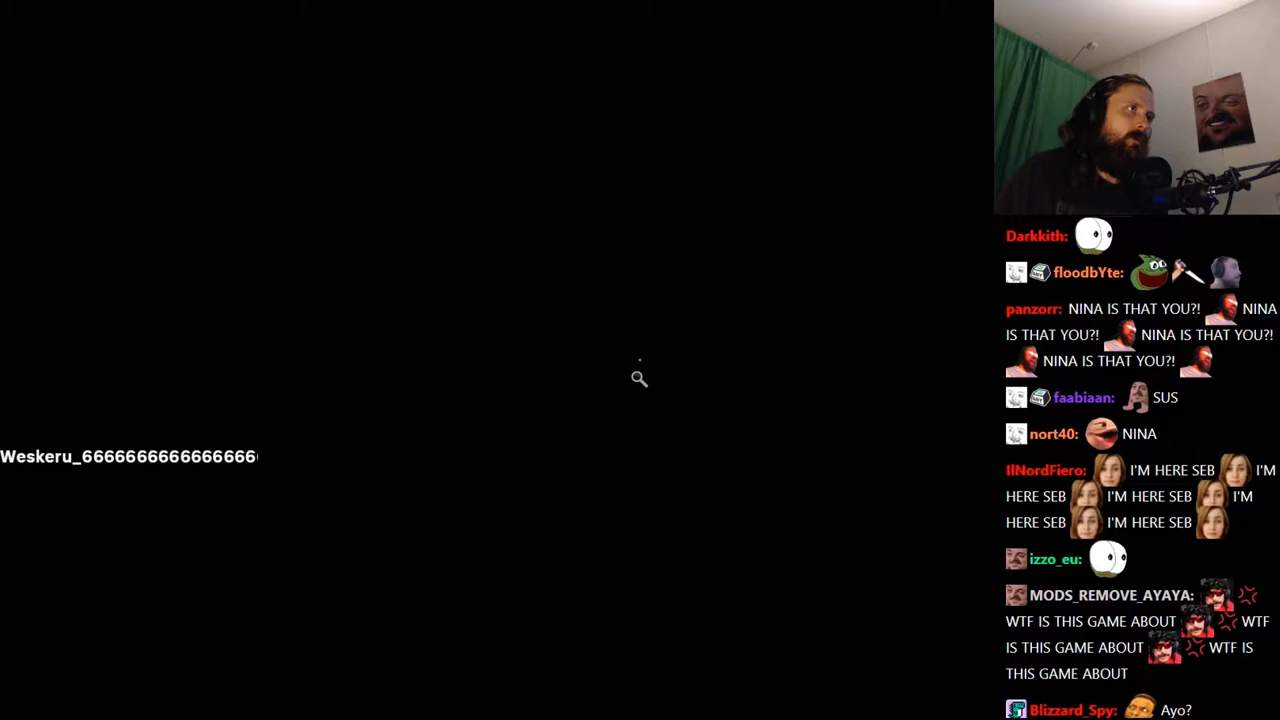 Darkkith:
floodbYte:
panzorr: NINA IS THAT YOU?! NINA
IS THAT YOU?! NINA IS THAT YOU?!
NINA IS THAT YOU?!
faabiaan: SUS
nort40: NINA
Weskeru_6666666666666666
IlNordFiero: I'M HERE SEB I'M
HERE SEB I'M HERE SEB I'M
HERE SEB I'M HERE SEB
izzo_eu:
MODS_REMOVE_AYAYA:
WTF IS THIS GAME ABOUT WTF
IS THIS GAME ABOUT WTF IS
THIS GAME ABOUT
Blizzard_Spy: Ayo?